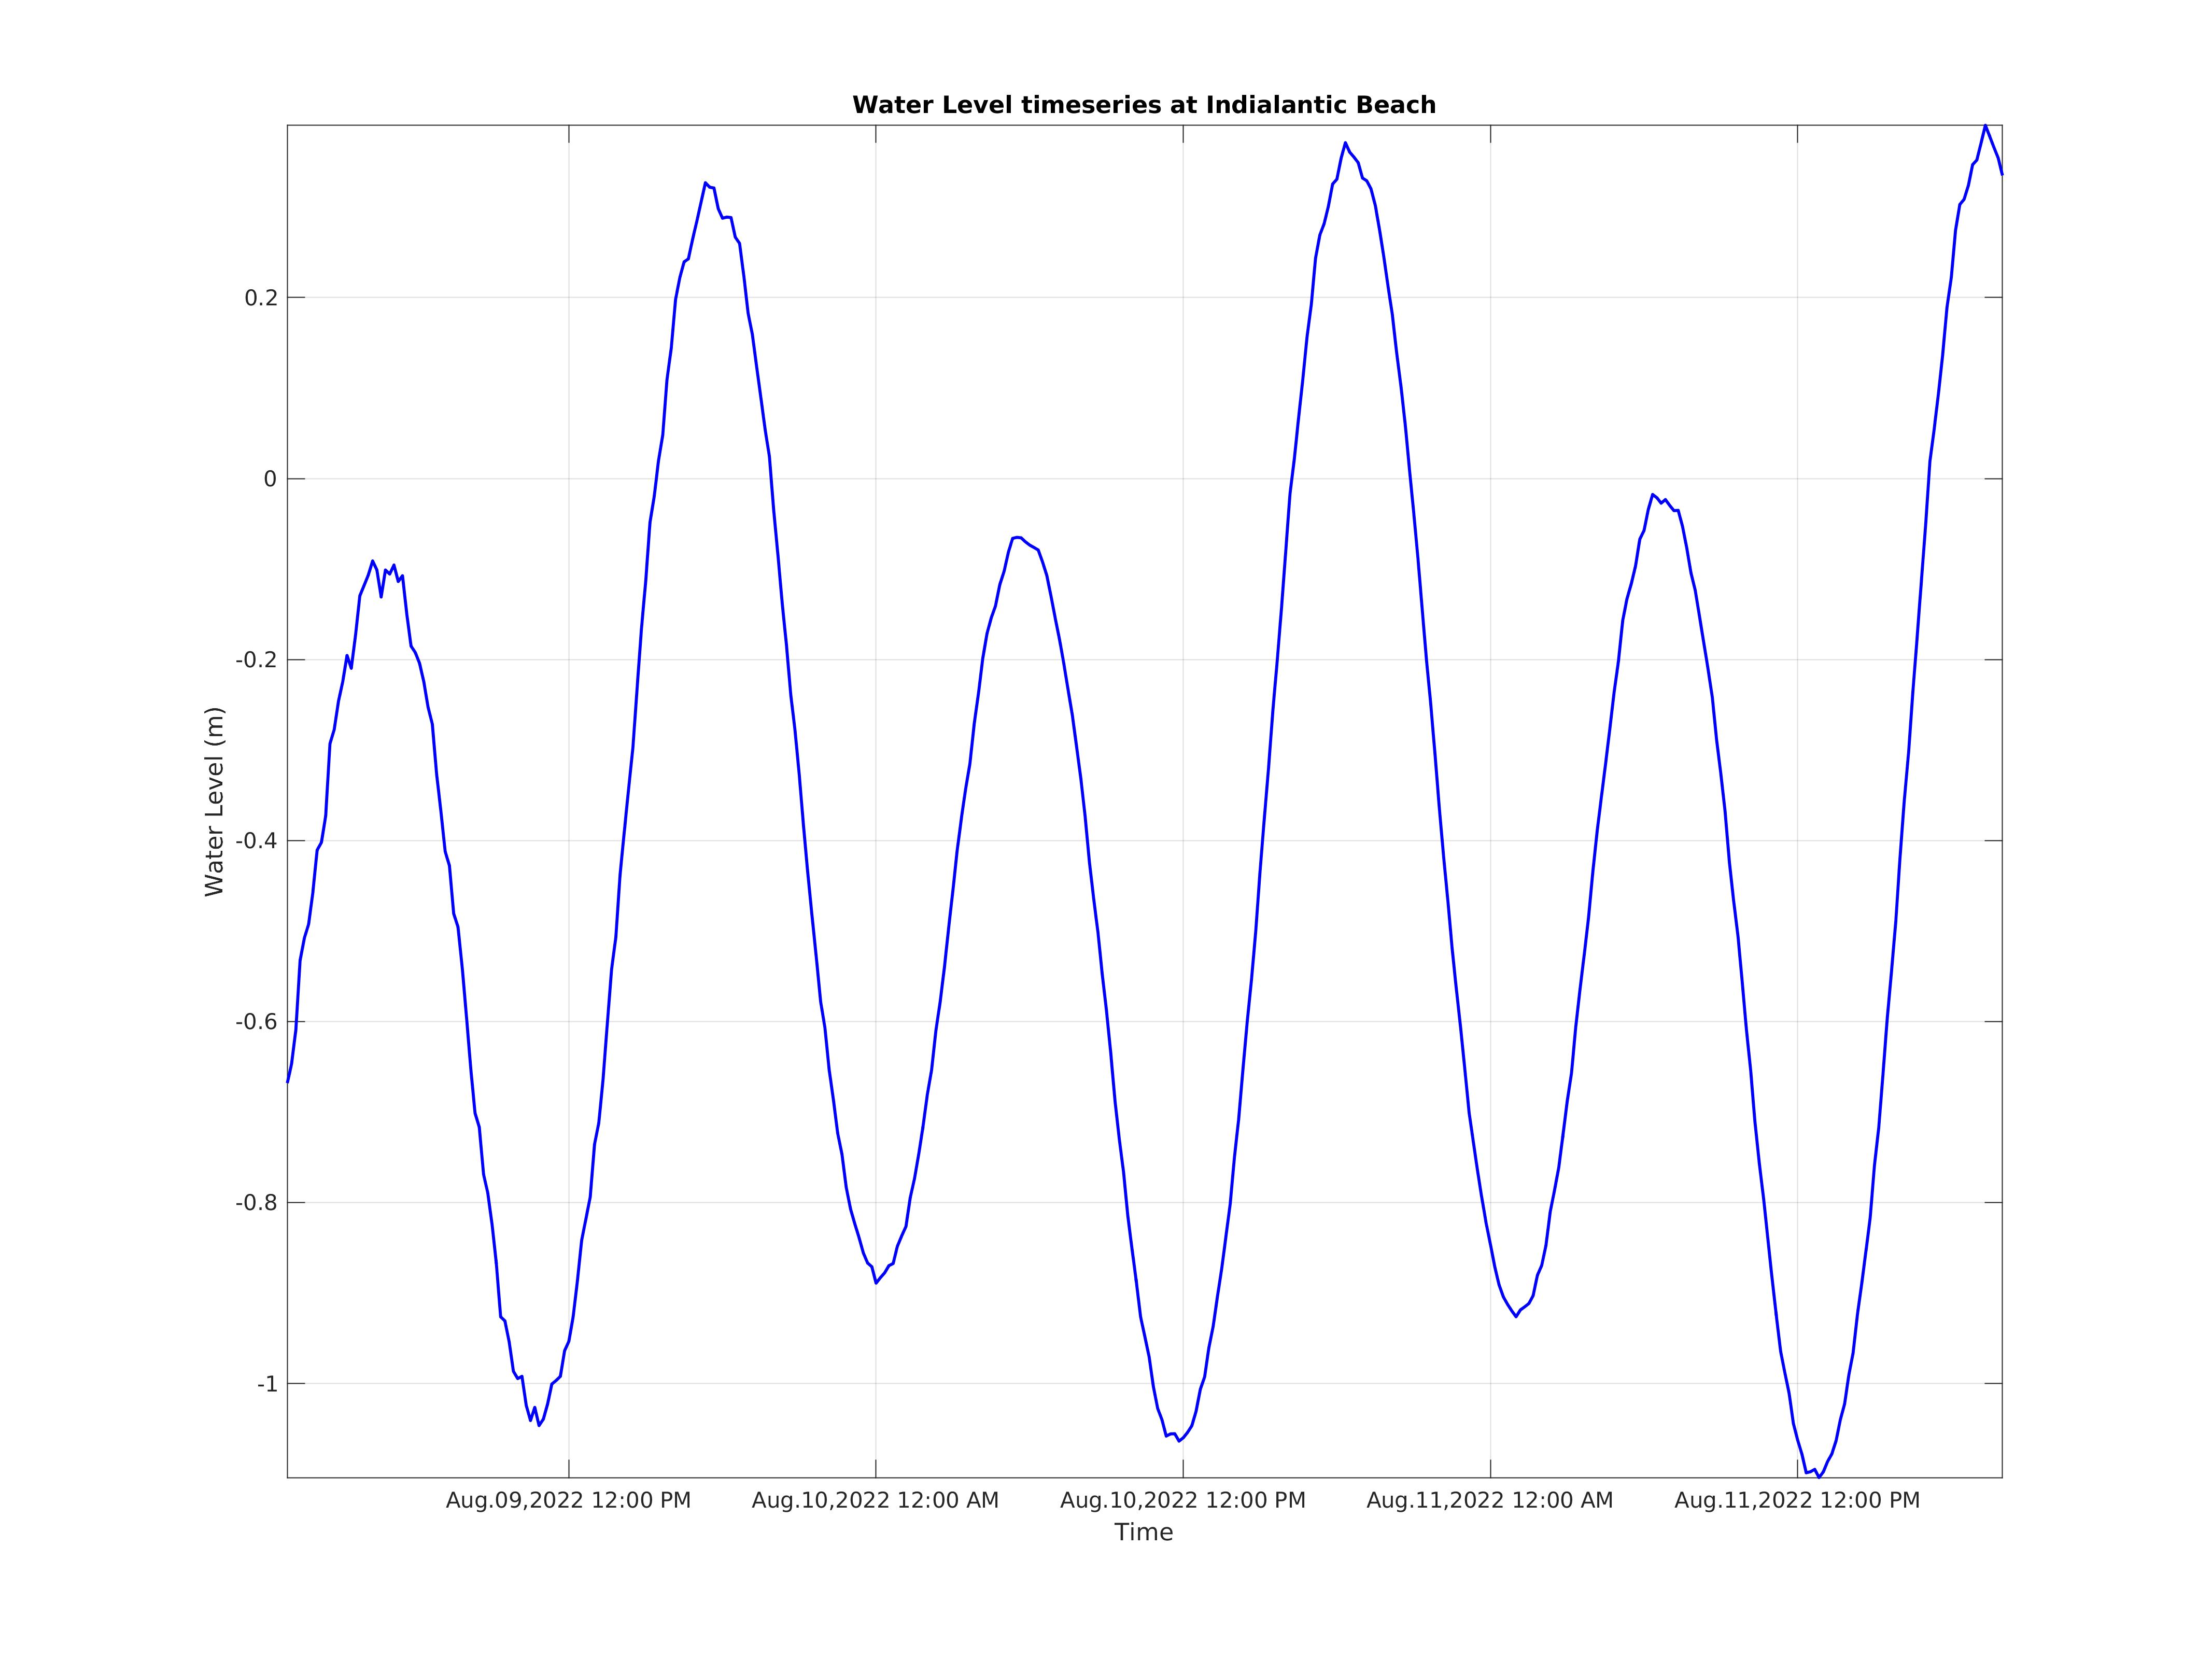 Water Level timeseries at Indialantic Beach
0.2
0
-0.2
-0.4
-0.6
-0.8
-1
Water Level (m)
Aug.09,2022 12:00 PM
Aug.10,2022 12:00 AM
Aug.10,2022 12:00 PM
Aug.11,2022 12:00 AM
Aug.11,2022 12:00 PM
Time